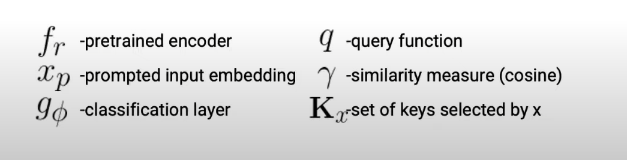 f_r -pretrained encoder
x_p -prompted input embedding
g_ϕ -classification layer
q -query function
γ -similarity measure (cosine)
K_x -set of keys selected by x